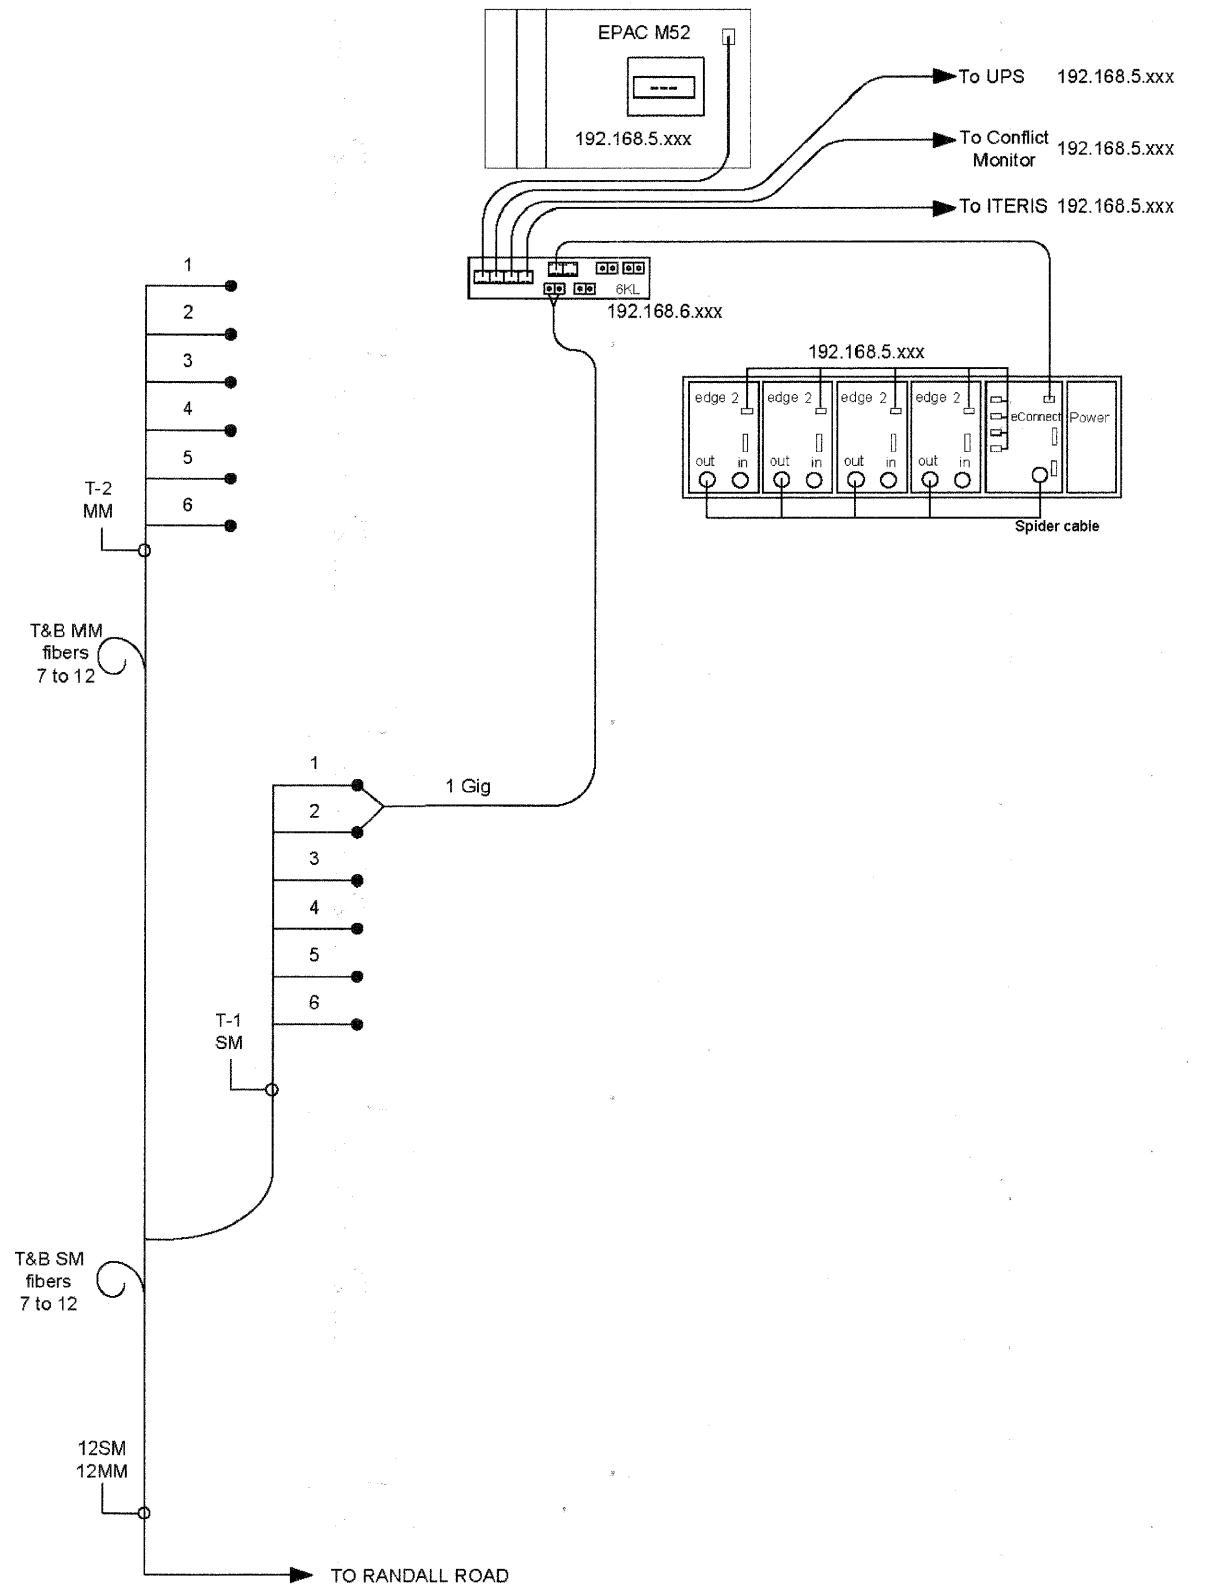 EPAC M52
192.168.5.xxx
To UPS 192.168.5.xxx
To Conflict
Monitor 192.168.5.xxx
To ITERIS 192.168.5.xxx
6KL
192.168.6.xxx
192.168.5.xxx
edge 2 edge 2 edge 2 edge 2 eConnect Power
out in out in out in out in
Spider cable
1
2
3
4
5
6
T-2
MM
T&B MM
fibers
7 to 12
1
1 Gig
2
3
4
5
6
T-1
SM
T&B SM
fibers
7 to 12
12SM
12MM
TO RANDALL ROAD